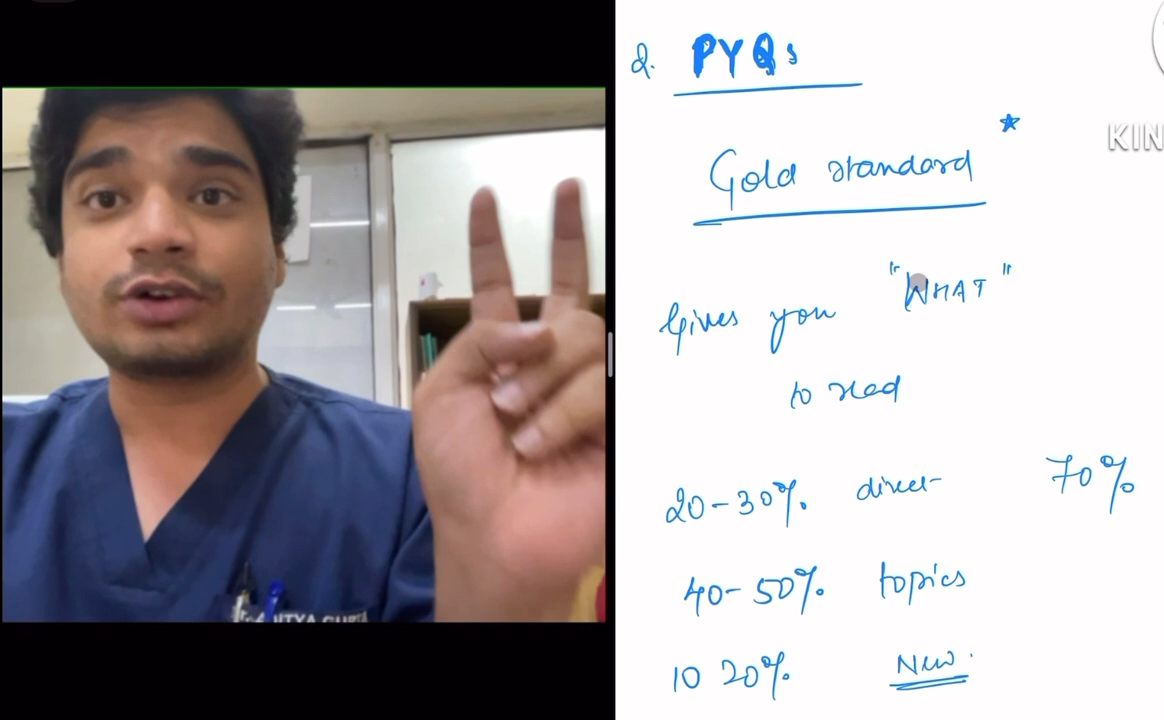 2. PYQs
Gold standard
Gives you "WHAT"
to read
20-30% direct 70%
40-50% topics
10 20% New.
KIN